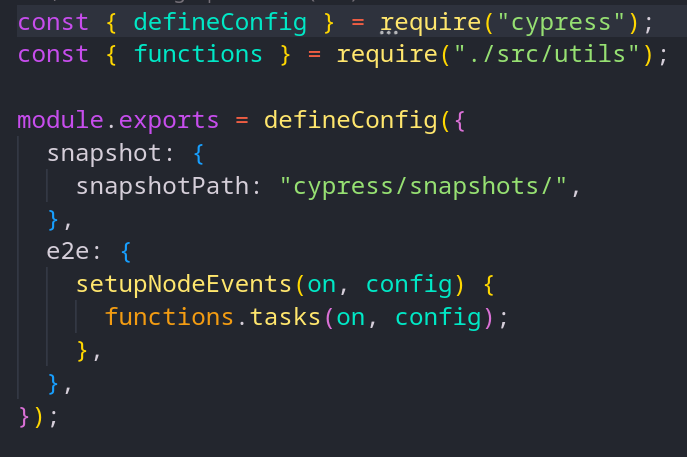 const { defineConfig } = require("cypress");
const { functions } = require("./src/utils");

module.exports = defineConfig({
  snapshot: {
    snapshotPath: "cypress/snapshots/",
  },
  e2e: {
    setupNodeEvents(on, config) {
      functions.tasks(on, config);
    },
  },
});